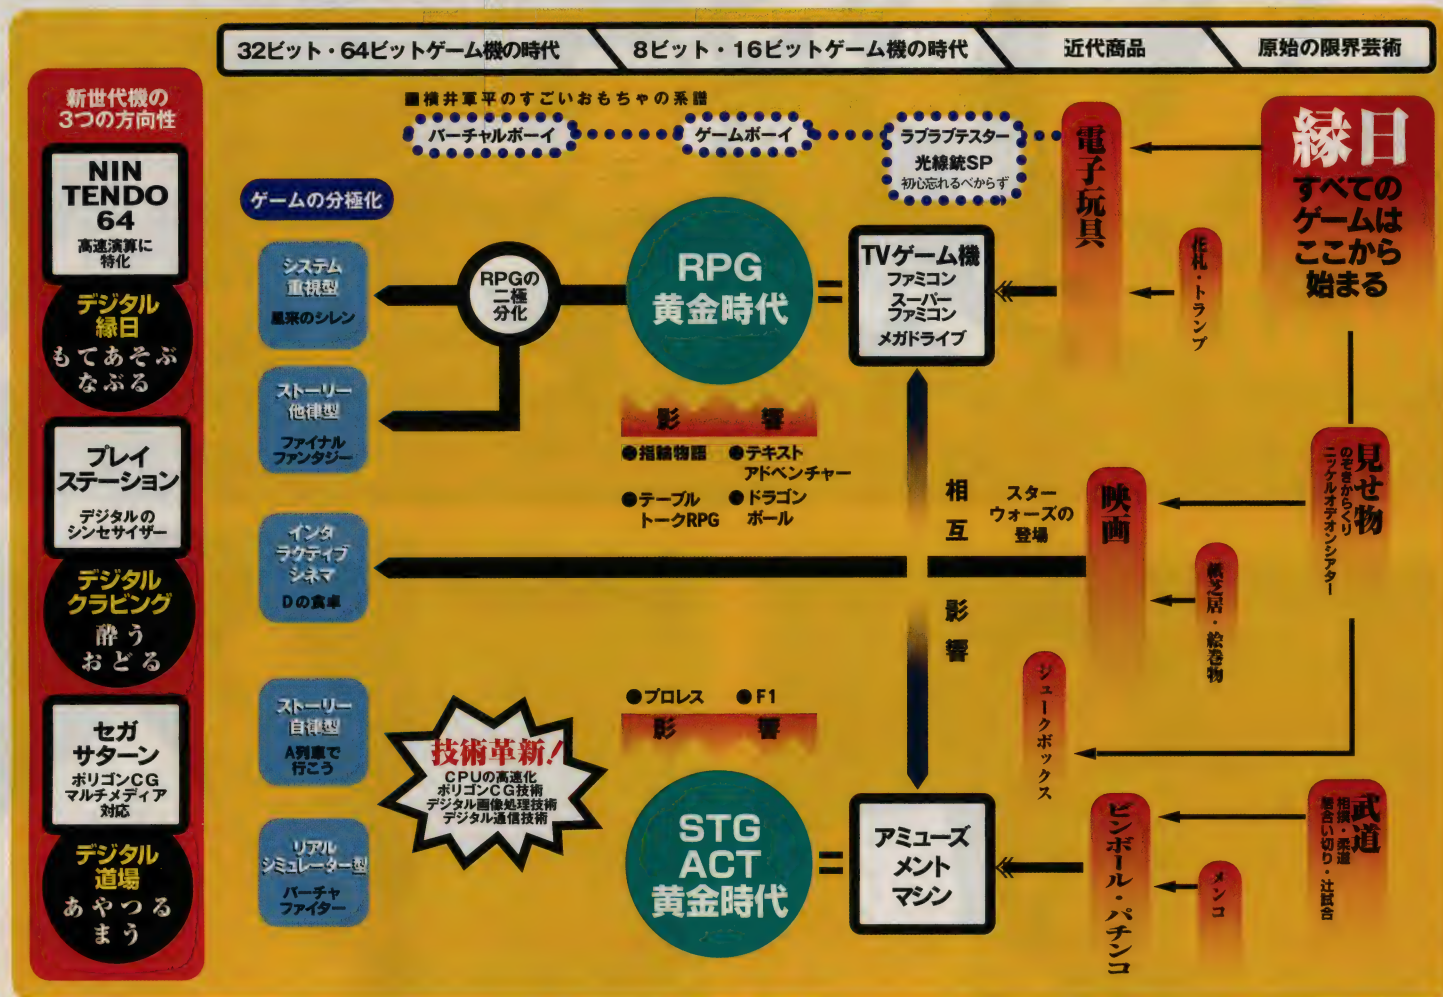 32ビット・64ビットゲーム機の時代
8ビット・16ビットゲーム機の時代
近代商品
原始の限界芸術
新世代機の
3つの方向性
NIN
TENDO
64
高速演算に
特化
デジタル
縁日
もてあそぶ
なぶる
プレイ
ステーション
デジタルの
シンセサイザー
デジタル
クラビング
酔う
おどる
セガ
サターン
ポリゴンCG
マルチメディア
対応
デジタル
道場
あやつる
まう
■横井軍平のすごいおもちゃの系譜
バーチャルボーイ
ゲームボーイ
ラブラブテスター
光線銃SP
初心忘れるべからず
ゲームの分極化
システム
重視型
風来のシレン
ストーリー
他律型
ファイナル
ファンタジー
インタ
ラクティブ
シネマ
Dの食卓
ストーリー
自律型
A列車で
行こう
リアル
シミュレーター型
バーチャ
ファイター
RPGの
二極
分化
RPG
黄金時代
=
TVゲーム機
ファミコン
スーパー
ファミコン
メガドライブ
影響
●指輪物語
●テキスト
アドベンチャー
●テーブル
トークRPG
●ドラゴン
ボール
相互影響
スター
ウォーズの
登場
●プロレス
●F1
影響
技術革新!
CPUの高速化
ポリゴンCG技術
デジタル画像処理技術
デジタル通信技術
STG
ACT
黄金時代
=
アミューズ
メント
マシン
電子玩具
花札・トランプ
映画
紙芝居・絵巻物
ジュークボックス
ピンボール・パチンコ
メンコ
縁日
すべての
ゲームは
ここから
始まる
見せ物
のぞきからくり
ニッケルオデオンシアター
武道
相撲・柔道
居合い切り・辻試合